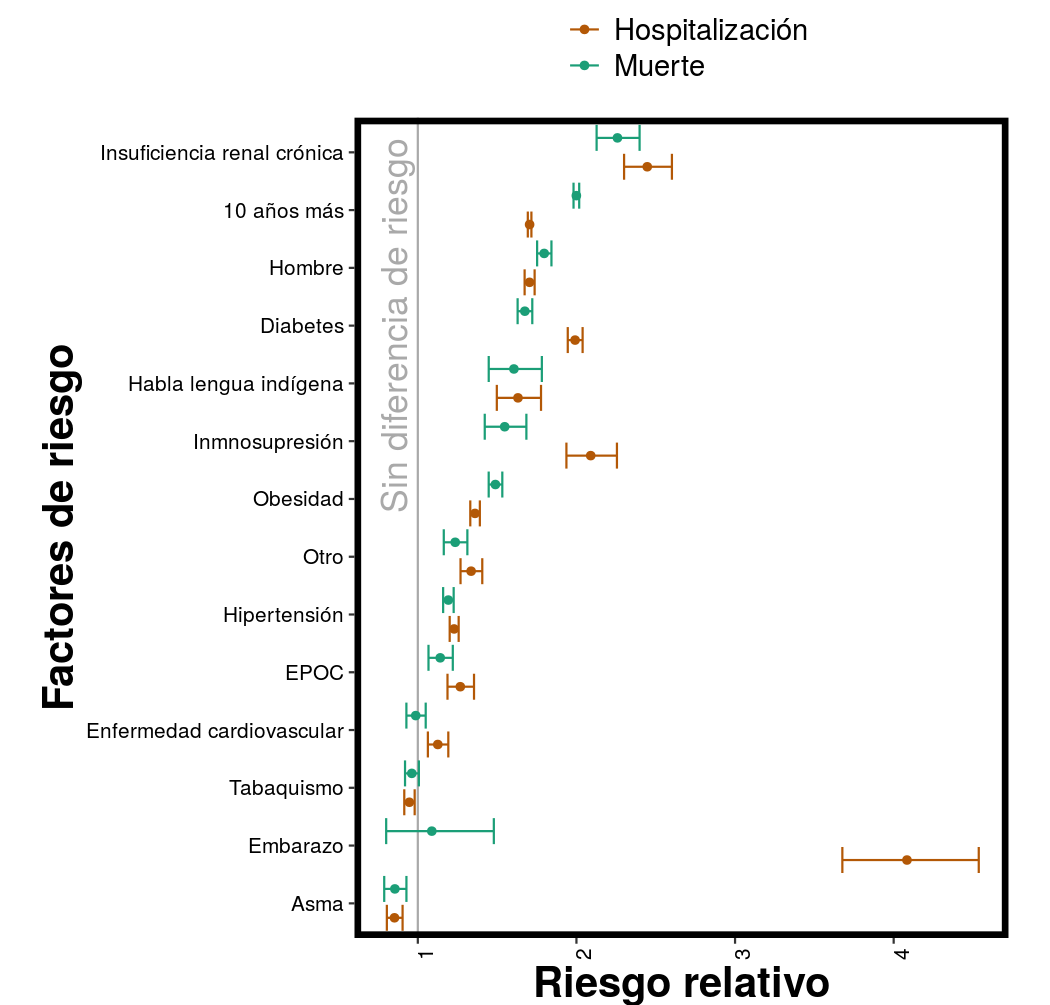 Hospitalización
Muerte
Sin diferencia de riesgo
Factores de riesgo
Insuficiencia renal crónica
10 años más
Hombre
Diabetes
Habla lengua indígena
Inmnosupresión
Obesidad
Otro
Hipertensión
EPOC
Enfermedad cardiovascular
Tabaquismo
Embarazo
Asma
1 2 3 4
Riesgo relativo